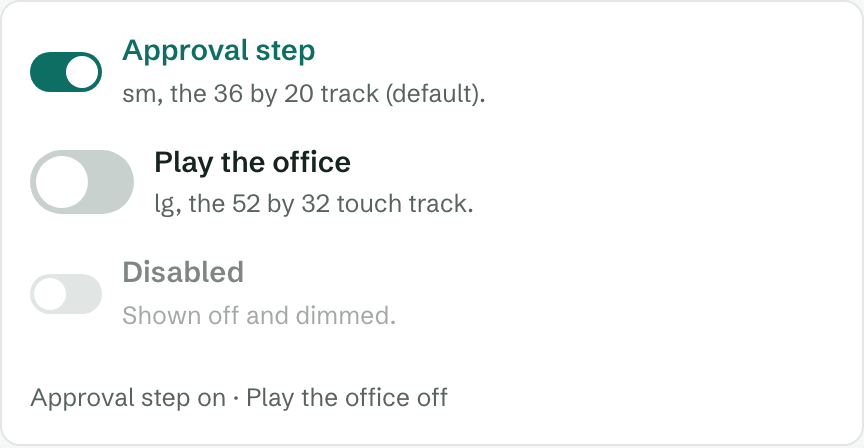 Approval step
sm, the 36 by 20 track (default).
Play the office
lg, the 52 by 32 touch track.
Disabled
Shown off and dimmed.
Approval step on · Play the office off